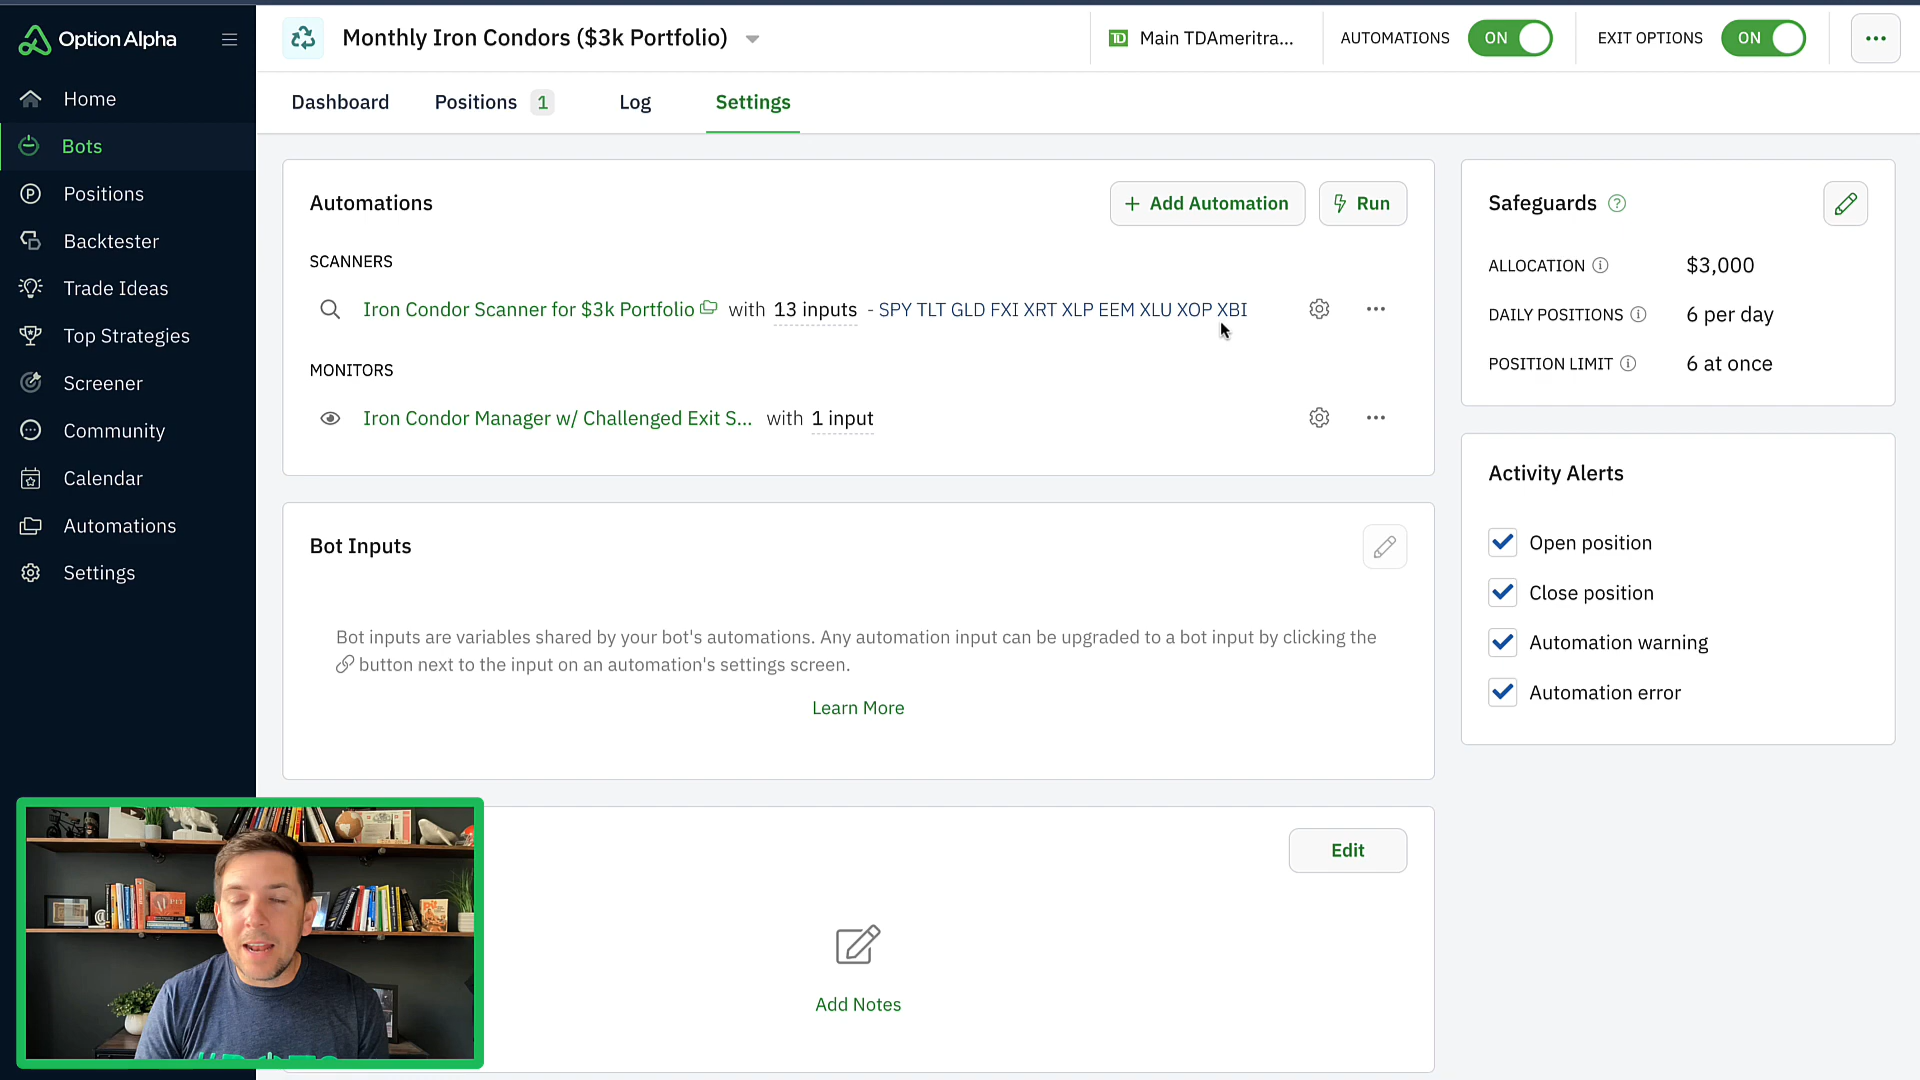 Option Alpha
Home
Bots
Positions
Backtester
Trade Ideas
Top Strategies
Screener
Community
Calendar
Automations
Settings
Monthly Iron Condors ($3k Portfolio)
Main TDAmeritra...
AUTOMATIONS ON
EXIT OPTIONS ON
Dashboard Positions 1 Log Settings
Automations
+ Add Automation
Run
SCANNERS
Iron Condor Scanner for $3k Portfolio with 13 inputs - SPY TLT GLD FXI XRT XLP EEM XLU XOP XBI
MONITORS
Iron Condor Manager w/ Challenged Exit S... with 1 input
Bot Inputs
Bot inputs are variables shared by your bot's automations. Any automation input can be upgraded to a bot input by clicking the
button next to the input on an automation's settings screen.
Learn More
Edit
Add Notes
Safeguards
ALLOCATION $3,000
DAILY POSITIONS 6 per day
POSITION LIMIT 6 at once
Activity Alerts
Open position
Close position
Automation warning
Automation error